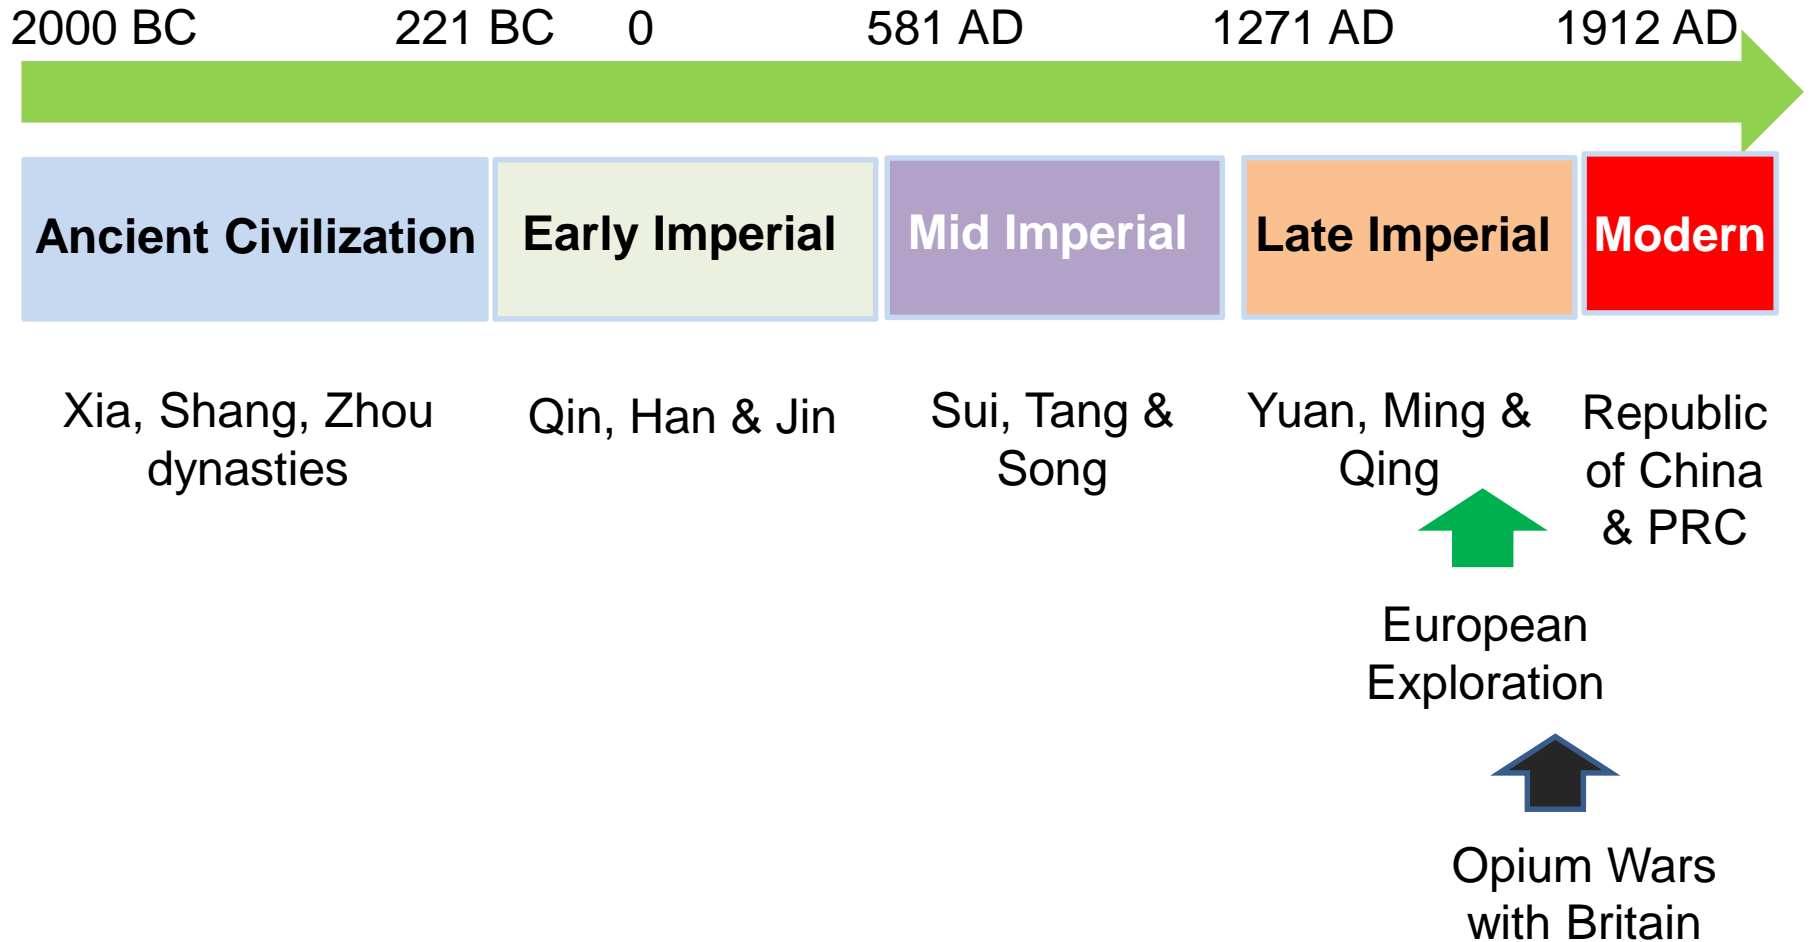 2000 BC 221 BC 0 581 AD 1271 AD 1912 AD
Ancient Civilization Early Imperial Mid Imperial Late Imperial Modern
Xia, Shang, Zhou
dynasties
Qin, Han & Jin
Sui, Tang &
Song
Yuan, Ming &
Qing
Republic
of China
& PRC
European
Exploration
Opium Wars
with Britain